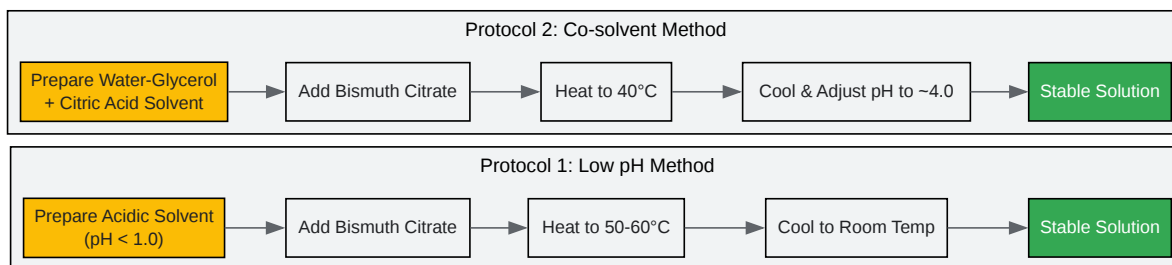 Protocol 2: Co-solvent Method
Prepare Water-Glycerol
+ Citric Acid Solvent
Add Bismuth Citrate
Heat to 40°C
Cool & Adjust pH to ~4.0
Stable Solution
Protocol 1: Low pH Method
Prepare Acidic Solvent
(pH < 1.0)
Add Bismuth Citrate
Heat to 50-60°C
Cool to Room Temp
Stable Solution